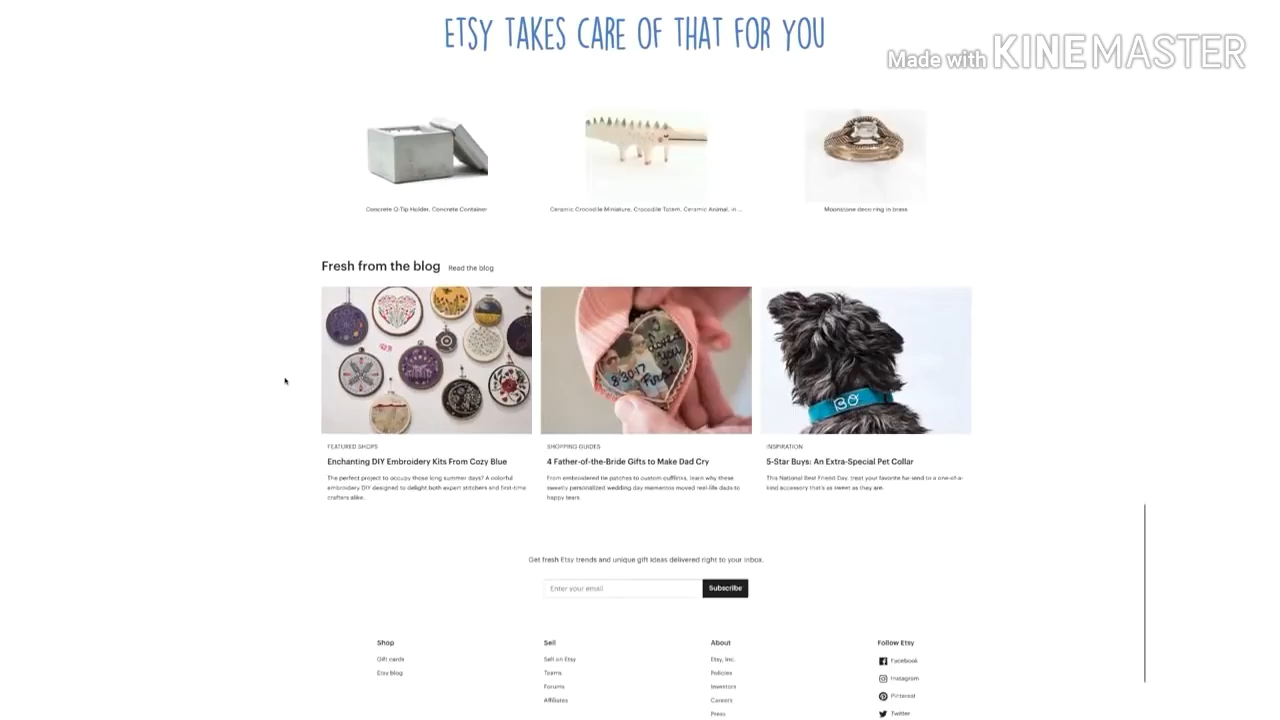 ETSY TAKES CARE OF THAT FOR YOU
Made with KINEMASTER
Concrete Q-Tip Holder, Concrete Container
Ceramic Crocodile Miniature, Crocodile Totem, Ceramic Animal, in ...
Moonstone deco ring in brass
Fresh from the blog Read the blog
8/30/17
BO
FEATURED SHOPS
Enchanting DIY Embroidery Kits From Cozy Blue
The perfect project to occupy those long summer days? A colorful
embroidery DIY designed to delight both expert stitchers and first-time
crafters alike.
SHOPPING GUIDES
4 Father-of-the-Bride Gifts to Make Dad Cry
From embroidered tie patches to custom cufflinks, learn why these
sweetly personalized wedding day mementos moved real-life dads to
happy tears.
INSPIRATION
5-Star Buys: An Extra-Special Pet Collar
This National Best Friend Day, treat your favorite fur-iend to a one-of-a-
kind accessory that's as sweet as they are.
Get fresh Etsy trends and unique gift ideas delivered right to your inbox.
Enter your email Subscribe
Shop
Gift cards
Etsy blog
Sell
Sell on Etsy
Teams
Forums
Affiliates
About
Etsy, Inc.
Policies
Investors
Careers
Press
Follow Etsy
Facebook
Instagram
Pinterest
Twitter